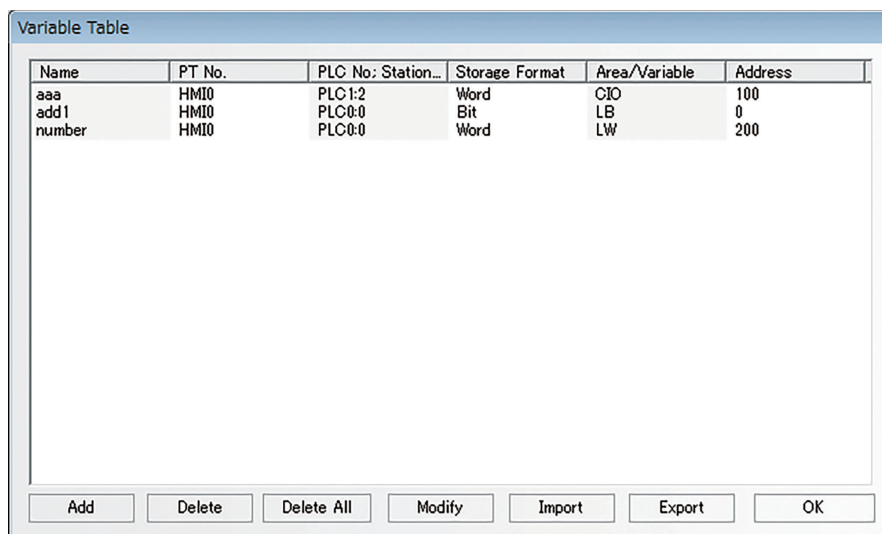 Variable Table
Name PT No. PLC No; Station... Storage Format Area/Variable Address
aaa HMI0 PLC1:2 Word CIO 100
add1 HMI0 PLC0:0 Bit LB 0
number HMI0 PLC0:0 Word LW 200
Add Delete Delete All Modify Import Export OK